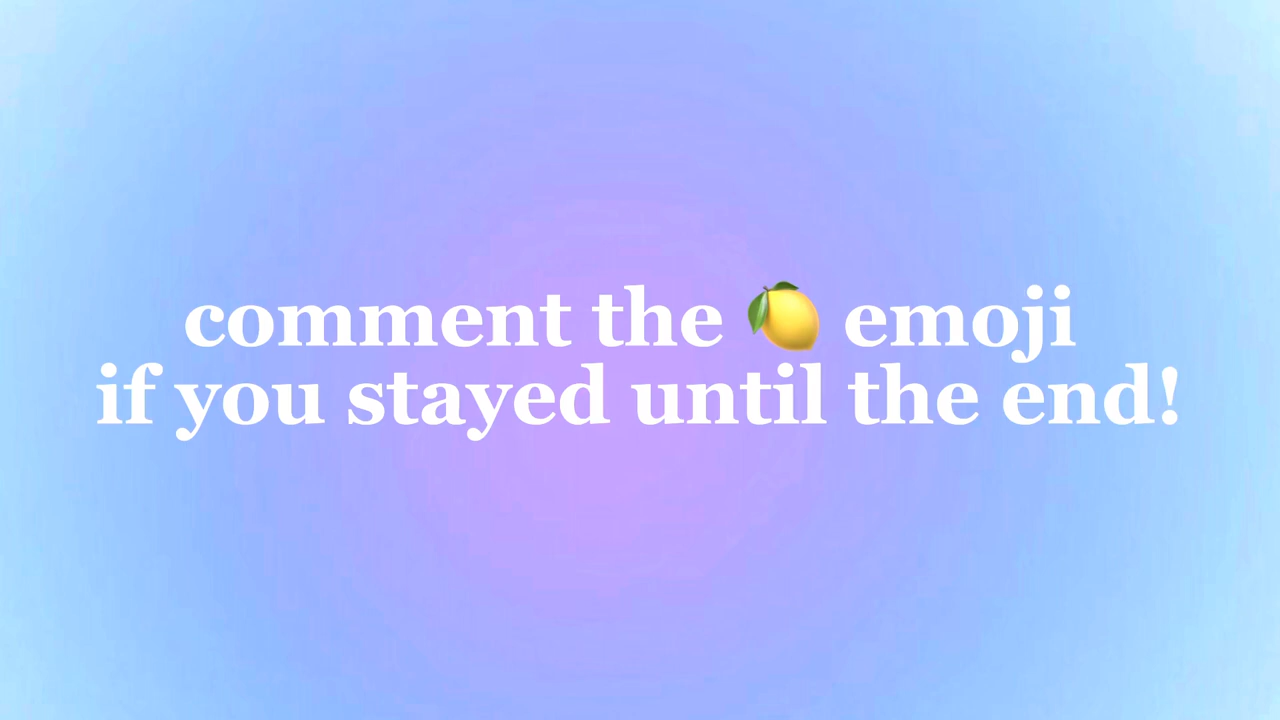 comment the 🍋 emoji
if you stayed until the end!